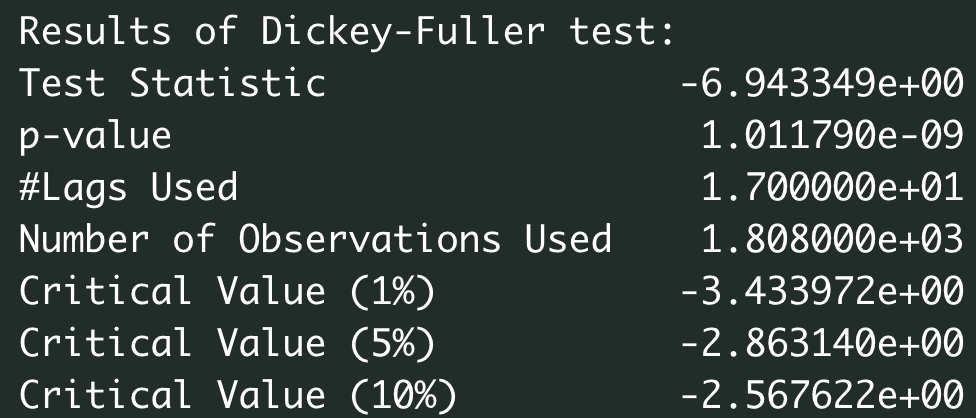 Results of Dickey-Fuller test:
Test Statistic -6.943349e+00
p-value 1.011790e-09
#Lags Used 1.700000e+01
Number of Observations Used 1.808000e+03
Critical Value (1%) -3.433972e+00
Critical Value (5%) -2.863140e+00
Critical Value (10%) -2.567622e+00